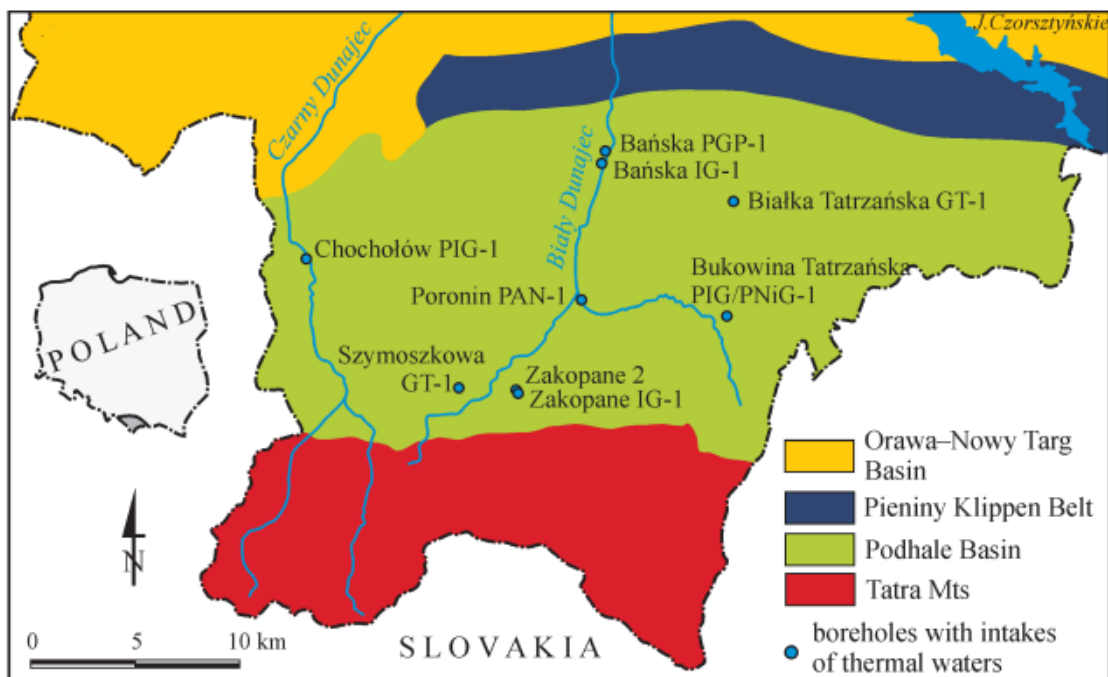 J.Czorsztyńskie
Czarny Dunajec
Biały Dunajec
Bańska PGP-1
Bańska IG-1
Białka Tatrzańska GT-1
Chochołów PIG-1
Bukowina Tatrzańska
PIG/PNiG-1
Poronin PAN-1
POLAND
Szymoszkowa
GT-1
Zakopane 2
Zakopane IG-1
Orawa–Nowy Targ
Basin
Pieniny Klippen Belt
Podhale Basin
Tatra Mts
boreholes with intakes
of thermal waters
N
0 5 10 km
SLOVAKIA